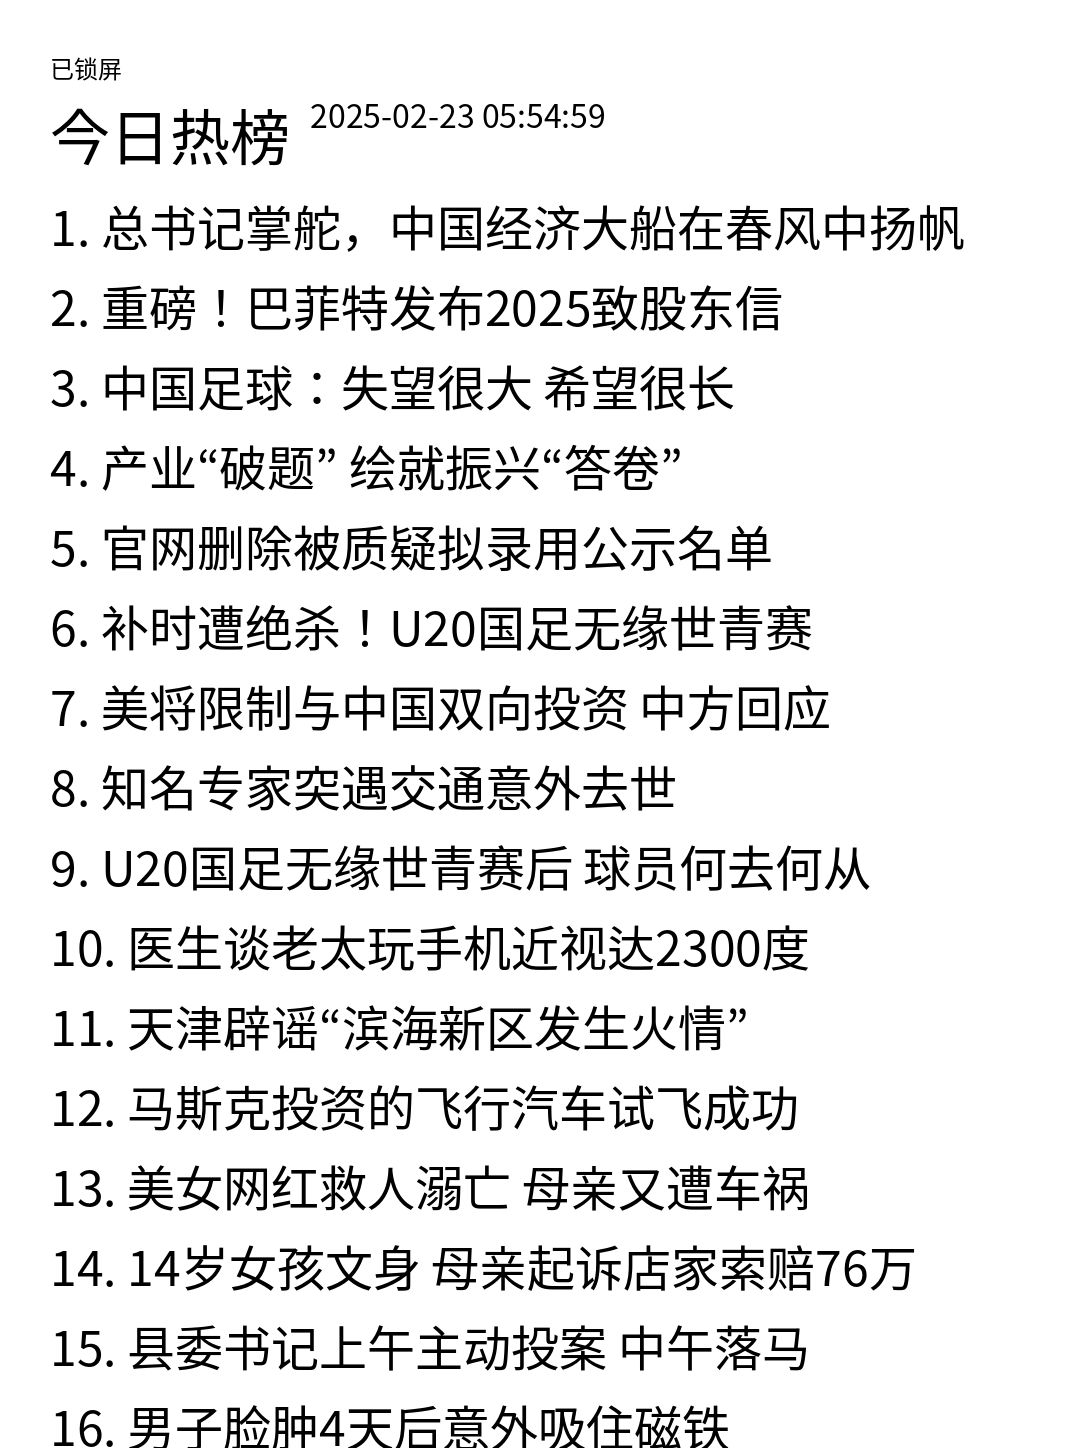 已锁屏
今日热榜 2025-02-23 05:54:59
1. 总书记掌舵，中国经济大船在春风中扬帆
2. 重磅！巴菲特发布2025致股东信
3. 中国足球：失望很大 希望很长
4. 产业“破题” 绘就振兴“答卷”
5. 官网删除被质疑拟录用公示名单
6. 补时遭绝杀！U20国足无缘世青赛
7. 美将限制与中国双向投资 中方回应
8. 知名专家突遇交通意外去世
9. U20国足无缘世青赛后 球员何去何从
10. 医生谈老太玩手机近视达2300度
11. 天津辟谣“滨海新区发生火情”
12. 马斯克投资的飞行汽车试飞成功
13. 美女网红救人溺亡 母亲又遭车祸
14. 14岁女孩文身 母亲起诉店家索赔76万
15. 县委书记上午主动投案 中午落马
16. 男子脸肿4天后意外吸住磁铁